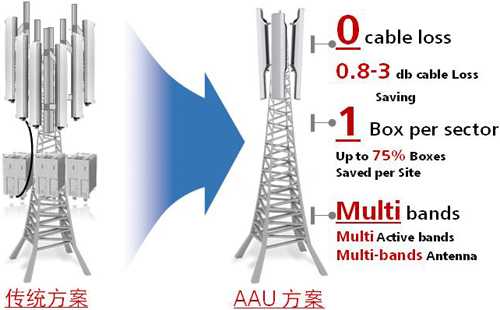 0 cable loss
0.8-3 db cable Loss
Saving
1 Box per sector
Up to 75% Boxes
Saved per Site
Multi bands
Multi Active bands
Multi-bands Antenna
传统方案
AAU 方案